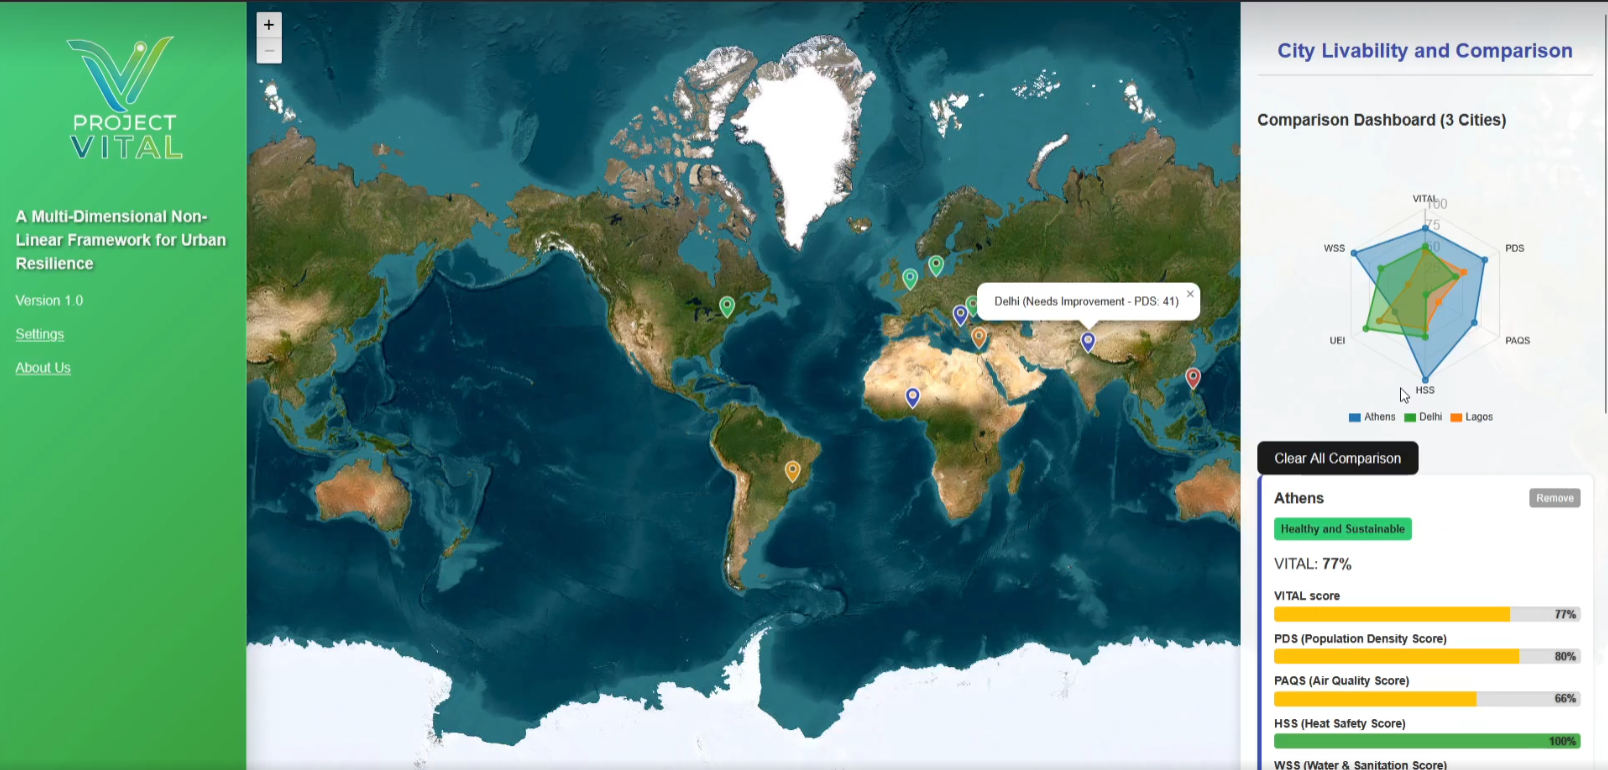 PROJECT
VITAL
A Multi-Dimensional Non-
Linear Framework for Urban
Resilience
Version 1.0
Settings
About Us
+
−
Delhi (Needs Improvement - PDS: 41)
×
City Livability and Comparison
Comparison Dashboard (3 Cities)
VITAL
100
75
50
WSS
PDS
UEI
PAQS
HSS
Athens
Delhi
Lagos
Clear All Comparison
Athens
Remove
Healthy and Sustainable
VITAL: 77%
VITAL score
77%
PDS (Population Density Score)
80%
PAQS (Air Quality Score)
66%
HSS (Heat Safety Score)
100%
WSS (Water & Sanitation Score)